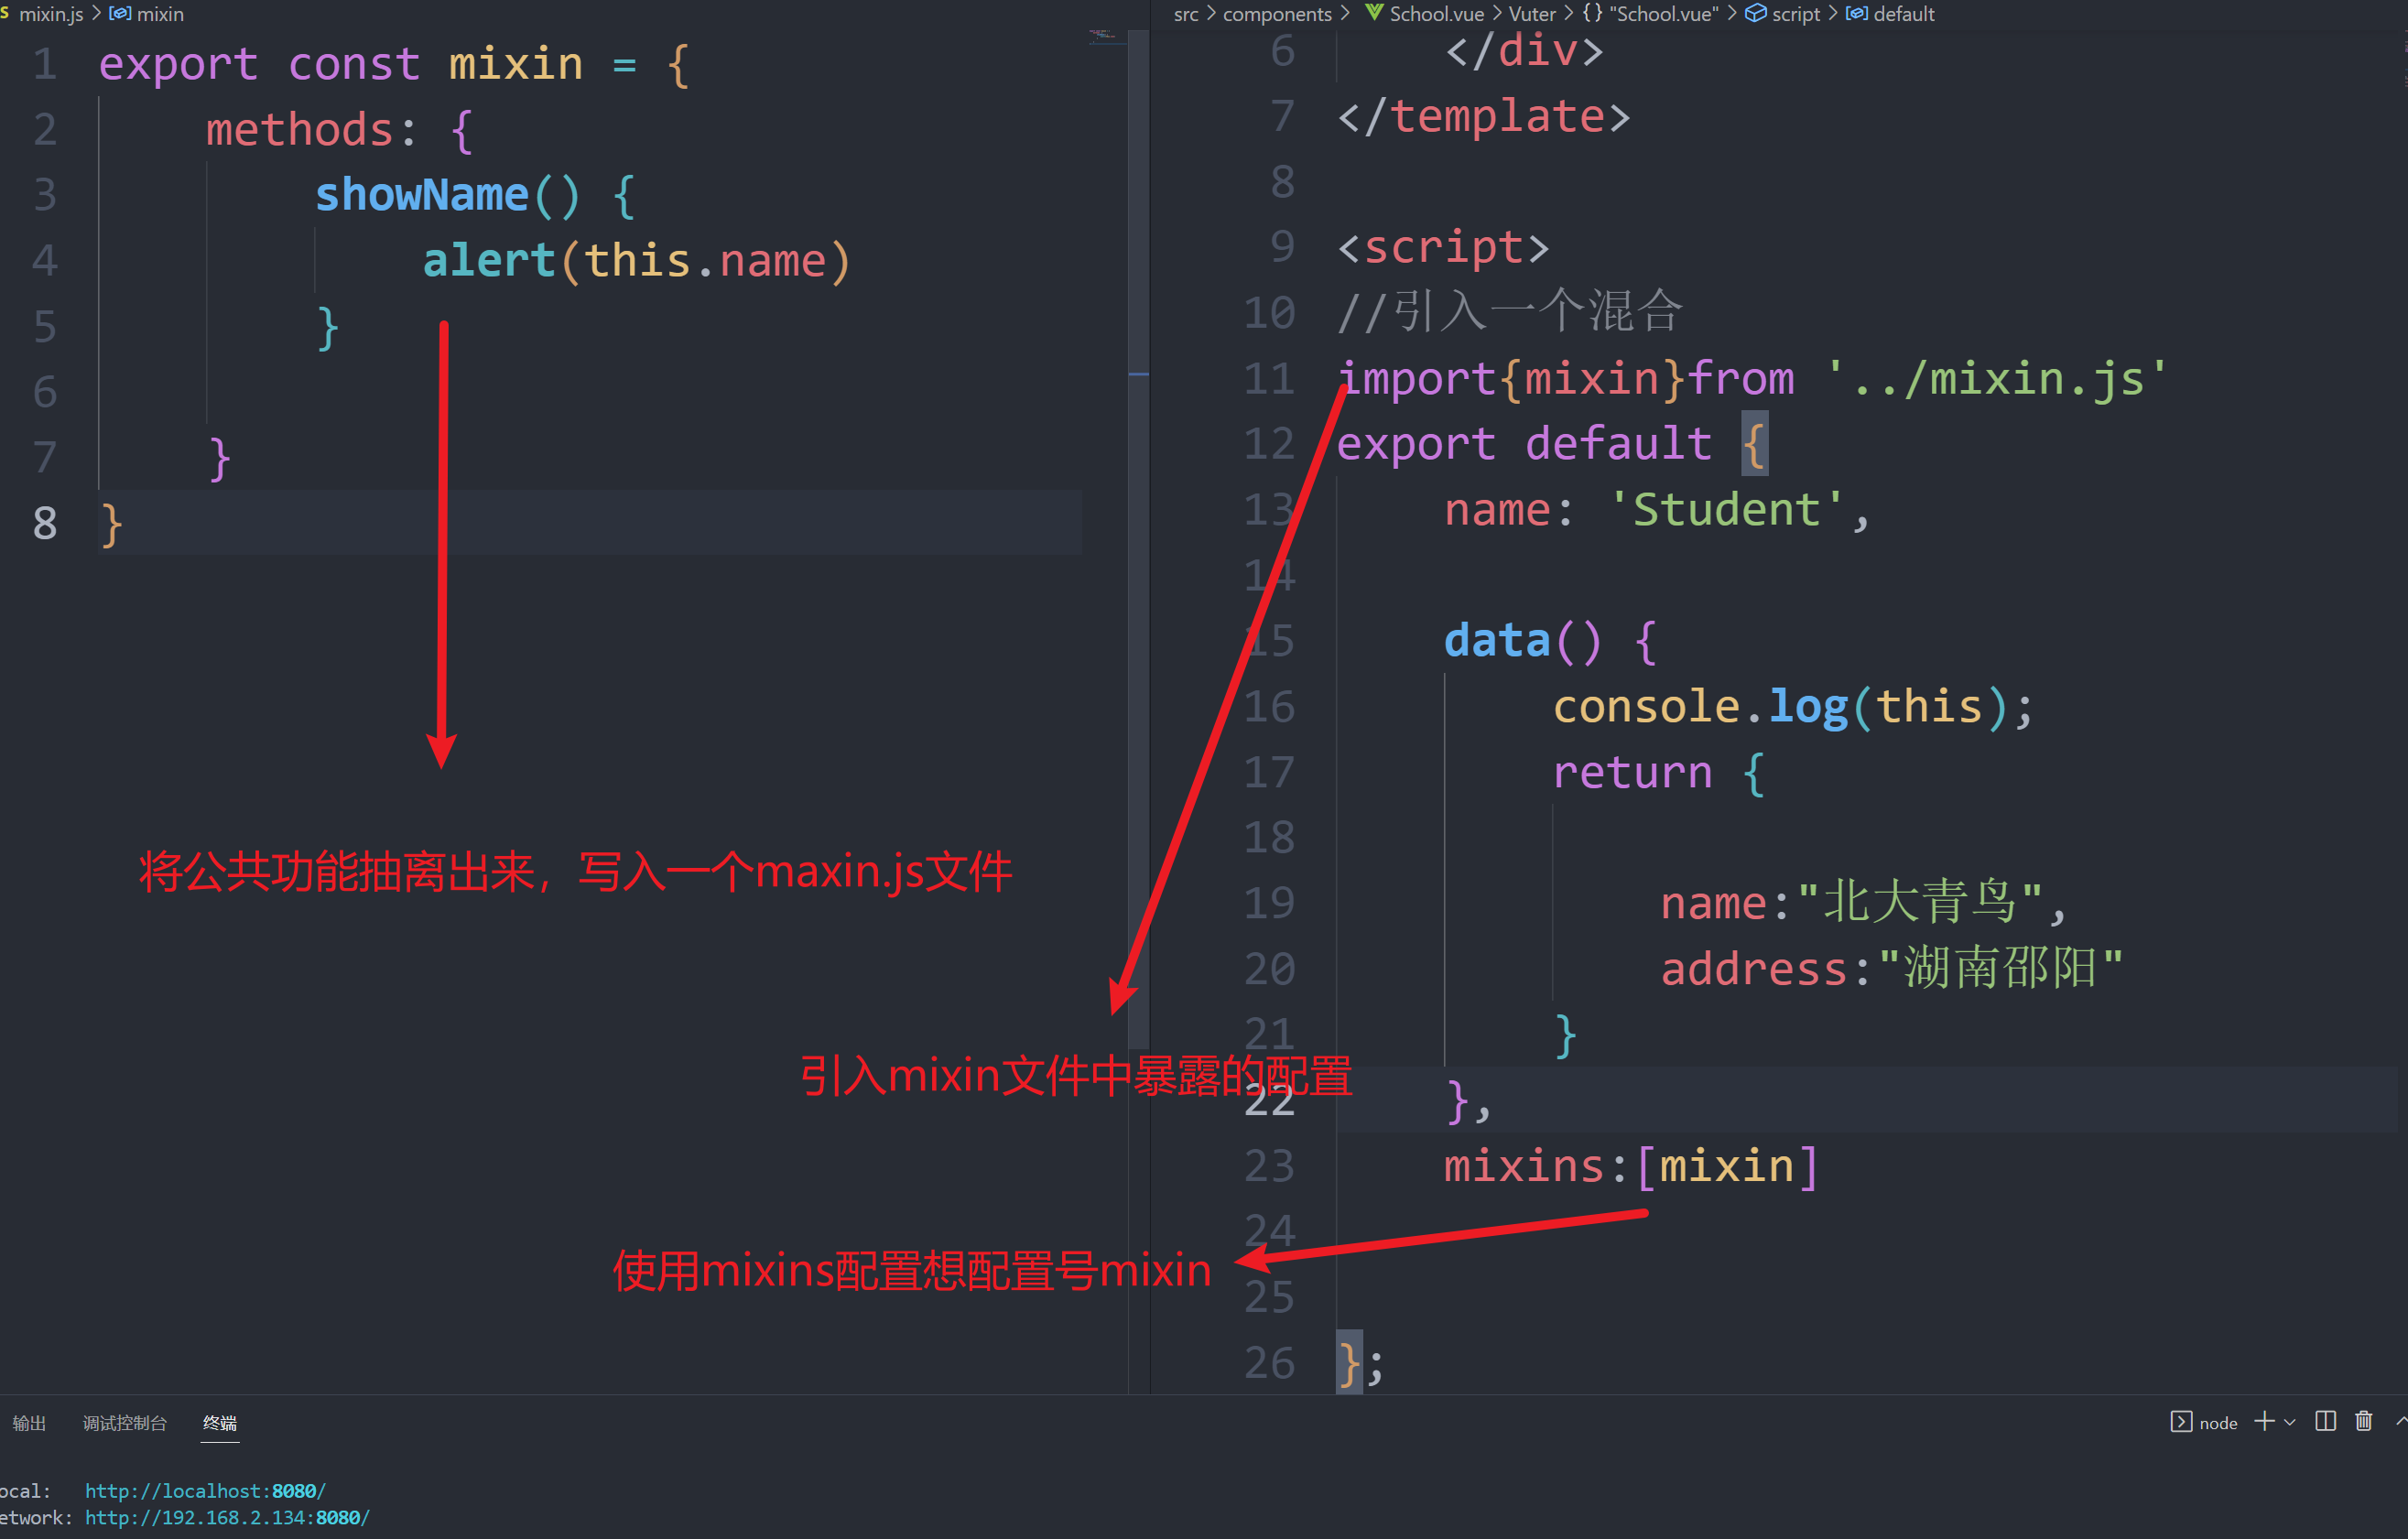 mixin.js > mixin
1 export const mixin = {
2 methods: {
3 showName() {
4 alert(this.name)
5 }
6
7 }
8 }
将公共功能抽离出来，写入一个maxin.js文件
引入mixin文件中暴露的配置
使用mixins配置想配置号mixin
src > components > School.vue > Vuter > {} "School.vue" > script > default
6 </div>
7 </template>
8
9 <script>
10 //引入一个混合
11 import{mixin}from '../mixin.js'
12 export default {
13 name: 'Student',
14
15 data() {
16 console.log(this);
17 return {
18
19 name:"北大青鸟",
20 address:"湖南邵阳"
21 }
22 },
23 mixins:[mixin]
24
25
26 };
输出 调试控制台 终端
node
ocal: http://localhost:8080/
etwork: http://192.168.2.134:8080/